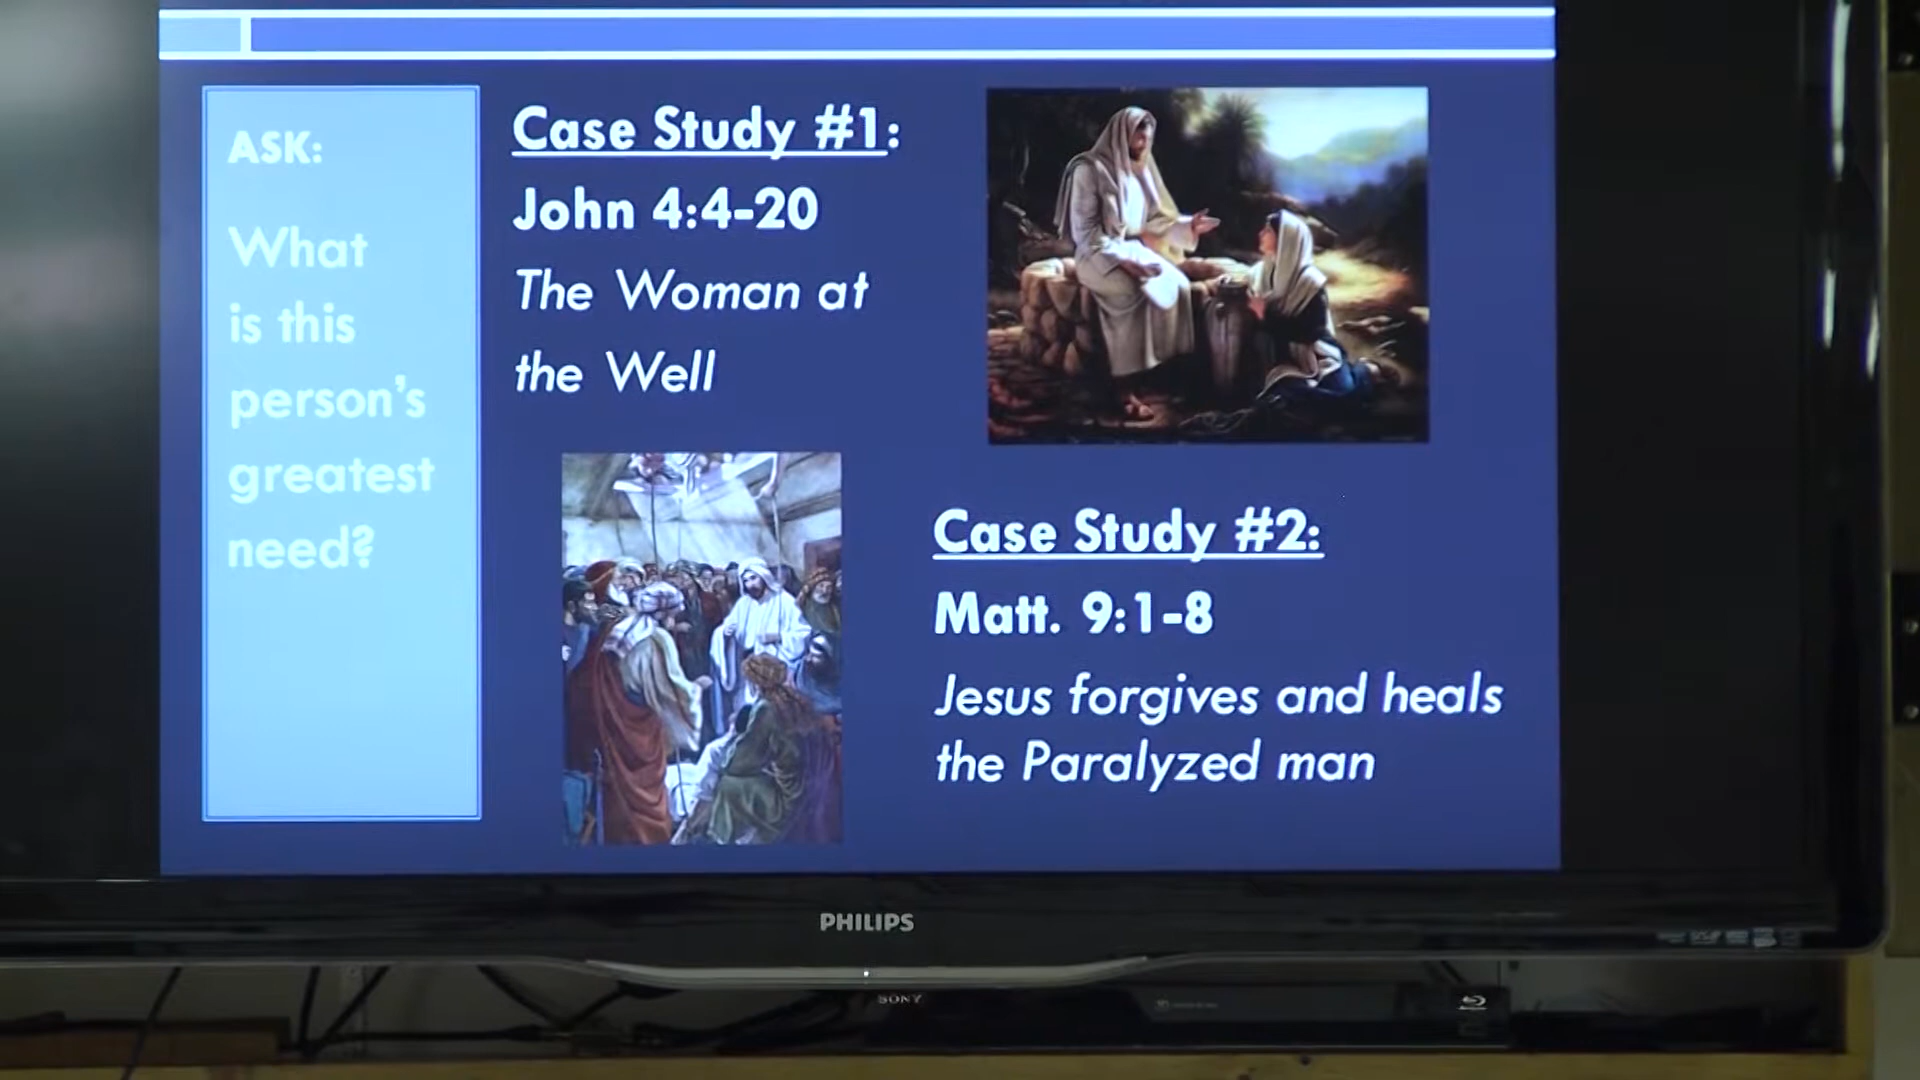 ASK:
What
is this
person's
greatest
need?
Case Study #1:
John 4:4-20
The Woman at
the Well
Case Study #2:
Matt. 9:1-8
Jesus forgives and heals
the Paralyzed man
PHILIPS
SONY